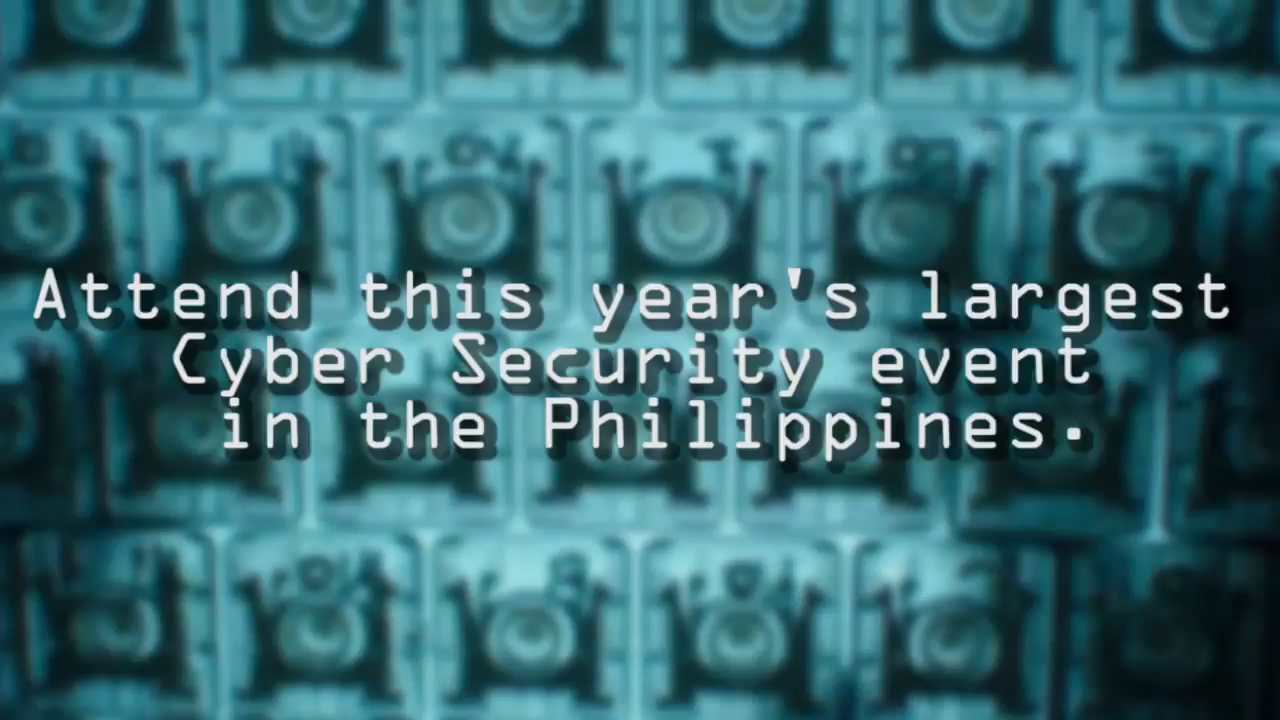 Attend this year's largest
Cyber Security event
in the Philippines.